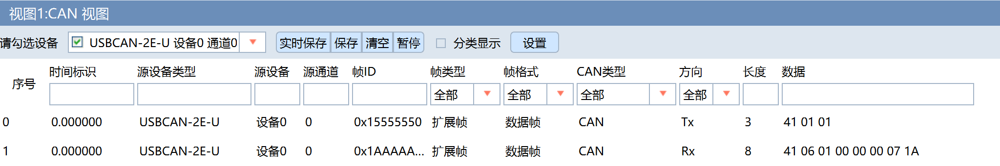 视图1:CAN 视图
请勾选设备 USBCAN-2E-U 设备0 通道0 实时保存 保存 清空 暂停 分类显示 设置
序号 时间标识 源设备类型 源设备 源通道 帧ID 帧类型 帧格式 CAN类型 方向 长度 数据
全部 全部 全部 全部
0 0.000000 USBCAN-2E-U 设备0 0 0x15555550 扩展帧 数据帧 CAN Tx 3 41 01 01
1 0.000000 USBCAN-2E-U 设备0 0 0x1AAAAA... 扩展帧 数据帧 CAN Rx 8 41 06 01 00 00 00 07 1A